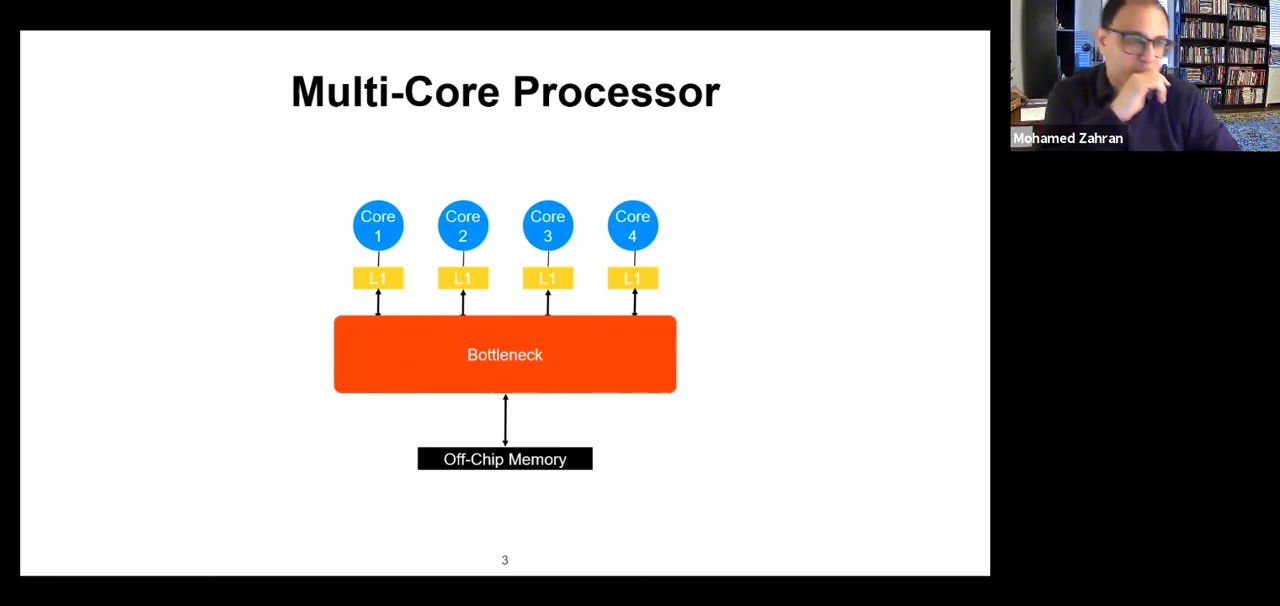 Multi-Core Processor
Core
1
Core
2
Core
3
Core
4
L1
L1
L1
L1
Bottleneck
Off-Chip Memory
3
Mohamed Zahran